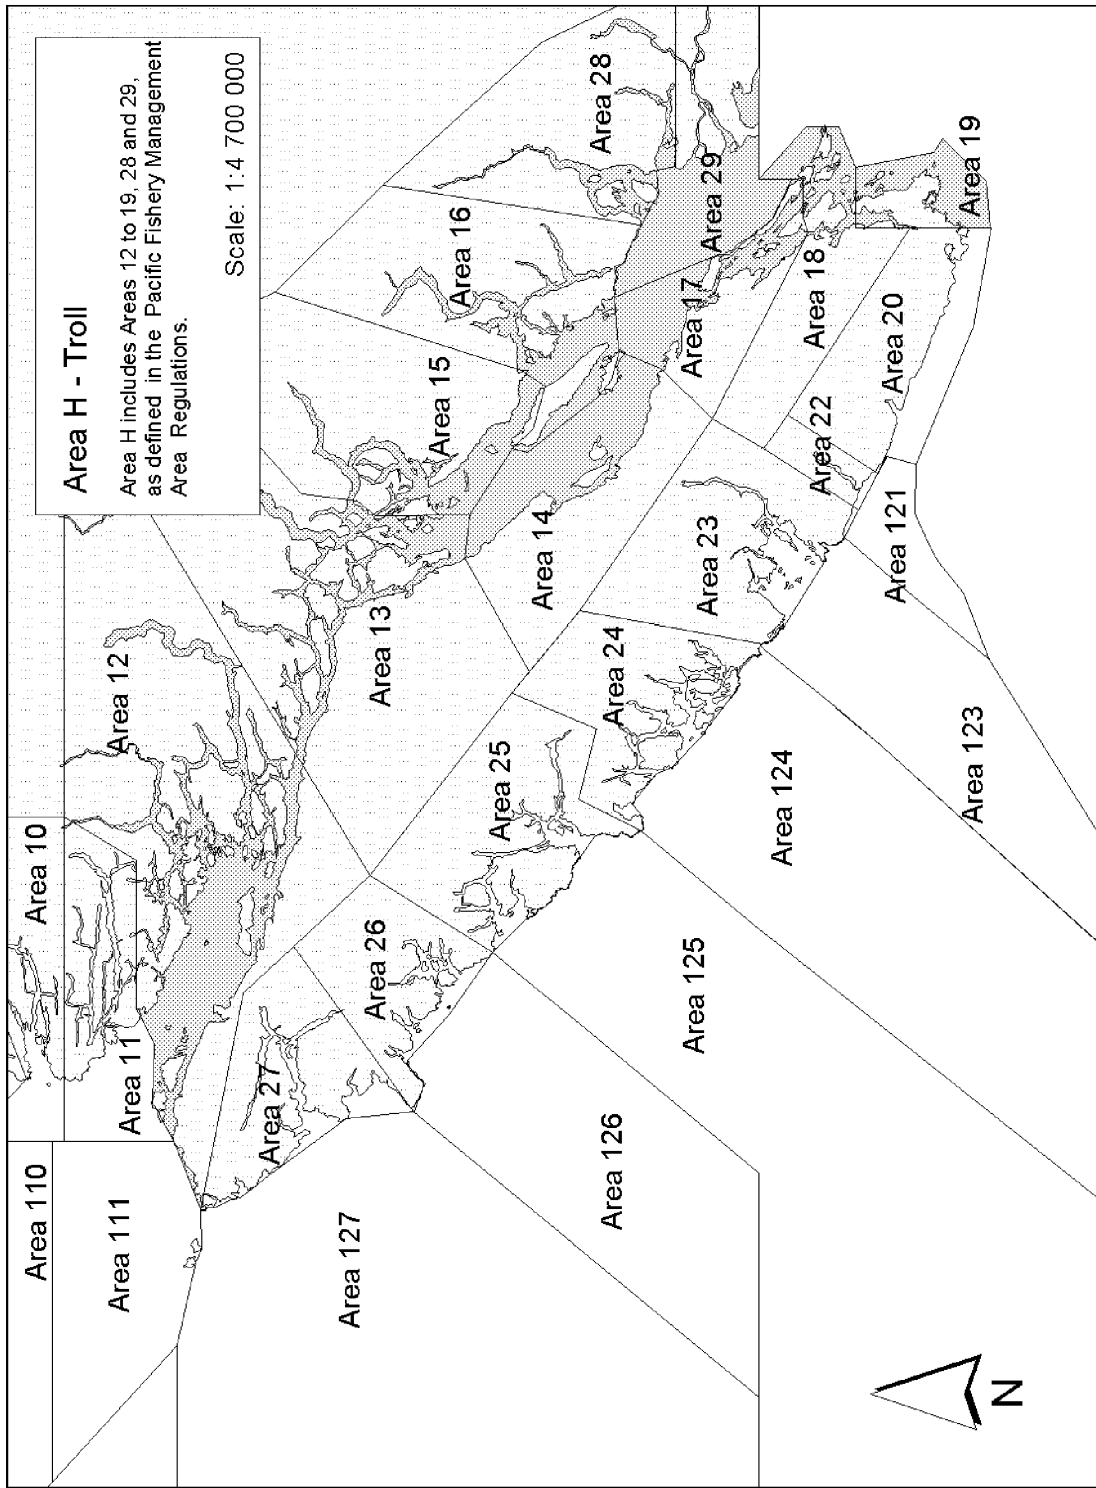 Area H - Troll
Area H includes Areas 12 to 19, 28 and 29,
as defined in the Pacific Fishery Management
Area Regulations.
Scale: 1:4 700 000
Area 110
Area 10
Area 111
Area 11
Area 12
Area 127
Area 27
Area 26
Area 13
Area 15
Area 16
Area 28
Area 126
Area 125
Area 25
Area 24
Area 14
Area 17
Area 29
Area 124
Area 23
Area 22
Area 18
Area 20
Area 19
Area 123
Area 121
N